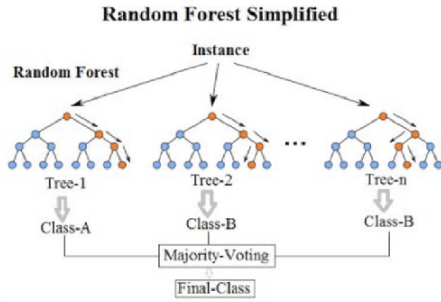 Random Forest Simplified
Instance
Random Forest
...
Tree-1
Tree-2
Tree-n
Class-A
Class-B
Class-B
Majority-Voting
Final-Class